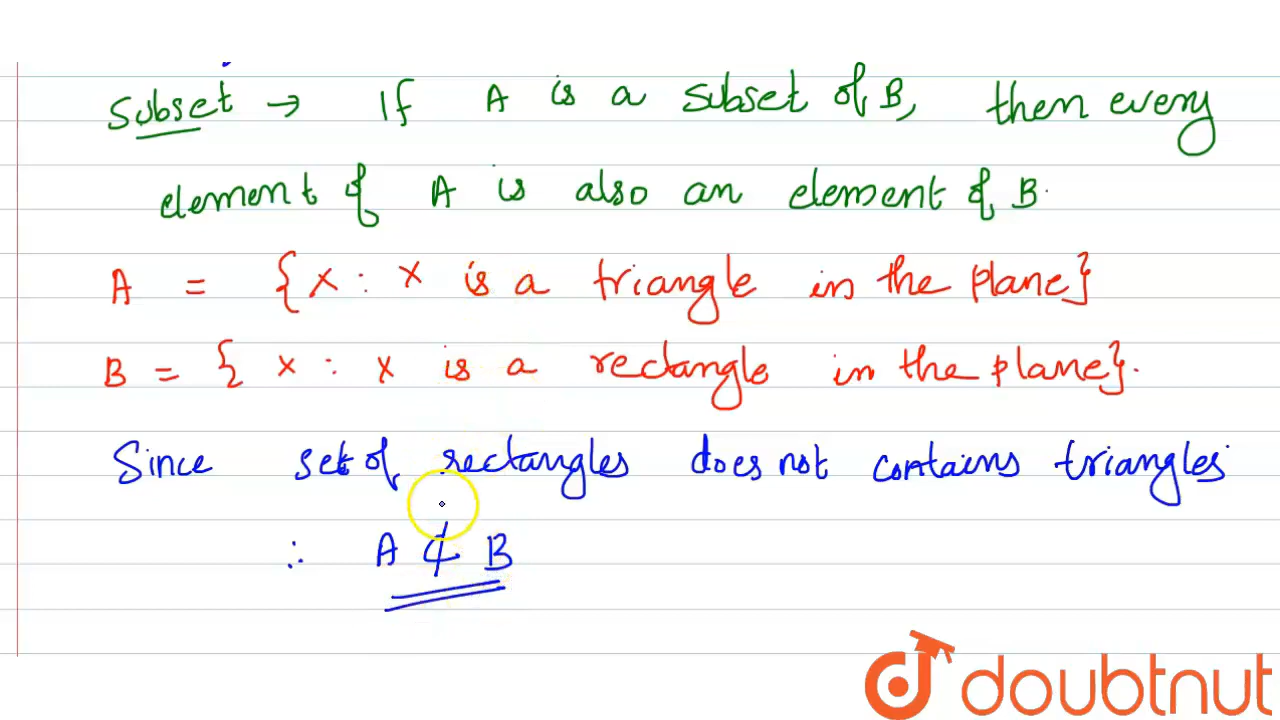 Subset → If A is a subset of B, then every
element of A is also an element of B.
A = {x : x is a triangle in the plane}
B = { x : x is a rectangle in the plane}.
Since set of rectangles does not contains triangles
∴ A ⊄ B
doubtnut